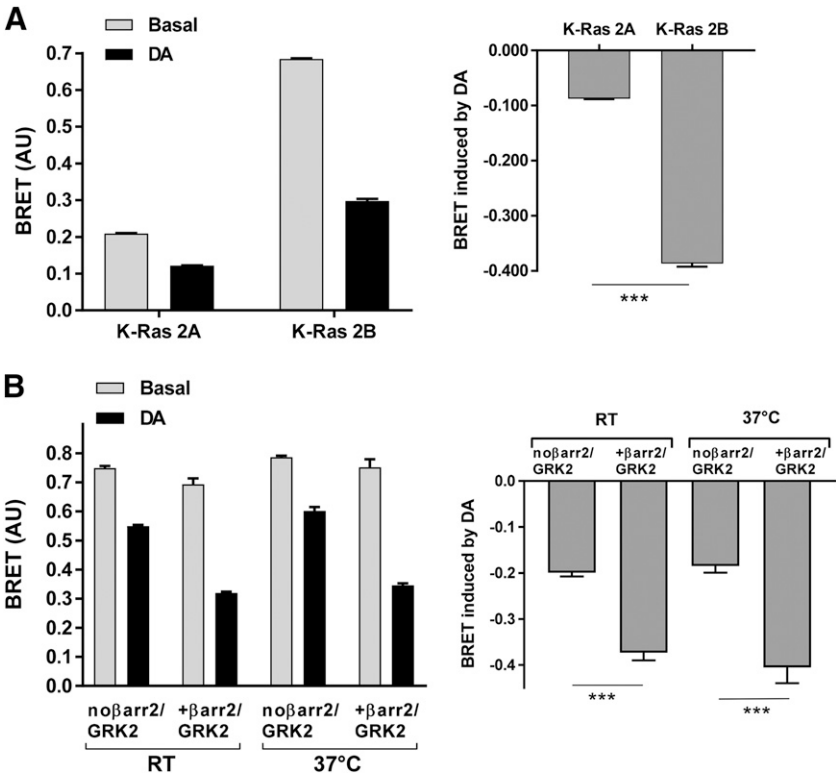 A
Basal
DA
BRET (AU)
0.7
0.6
0.5
0.4
0.3
0.2
0.1
0.0
K-Ras 2A
K-Ras 2B
K-Ras 2A K-Ras 2B
BRET induced by DA
0.000
-0.100
-0.200
-0.300
-0.400
***
B
Basal
DA
BRET (AU)
0.8
0.7
0.6
0.5
0.4
0.3
0.2
0.1
0.0
noβarr2/ +βarr2/ noβarr2/ +βarr2/
GRK2 GRK2 GRK2 GRK2
RT 37°C
RT 37°C
noβarr2/ +βarr2/ noβarr2/ +βarr2/
GRK2 GRK2 GRK2 GRK2
BRET induced by DA
0.0
-0.1
-0.2
-0.3
-0.4
*** ***